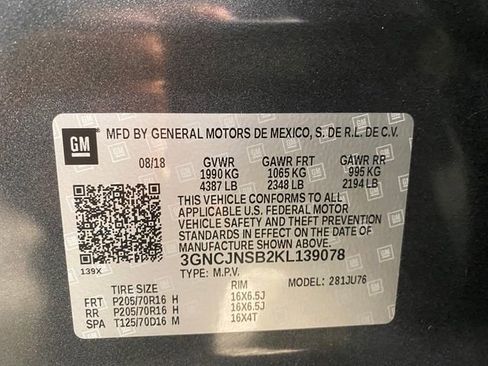 GM
MFD BY GENERAL MOTORS DE MEXICO, S. DE R.L. DE C.V.
08/18 GVWR GAWR FRT GAWR RR
1990 KG 1065 KG 995 KG
4387 LB 2348 LB 2194 LB
THIS VEHICLE CONFORMS TO ALL
APPLICABLE U.S. FEDERAL MOTOR
VEHICLE SAFETY AND THEFT PREVENTION
STANDARDS IN EFFECT ON THE DATE OF
MANUFACTURE SHOWN ABOVE.
3GNCJNSB2KL139078
139X TYPE: M.P.V. MODEL: 281JU76
TIRE SIZE RIM
FRT P205/70R16 H 16X6.5J
RR P205/70R16 H 16X6.5J
SPA T125/70D16 M 16X4T